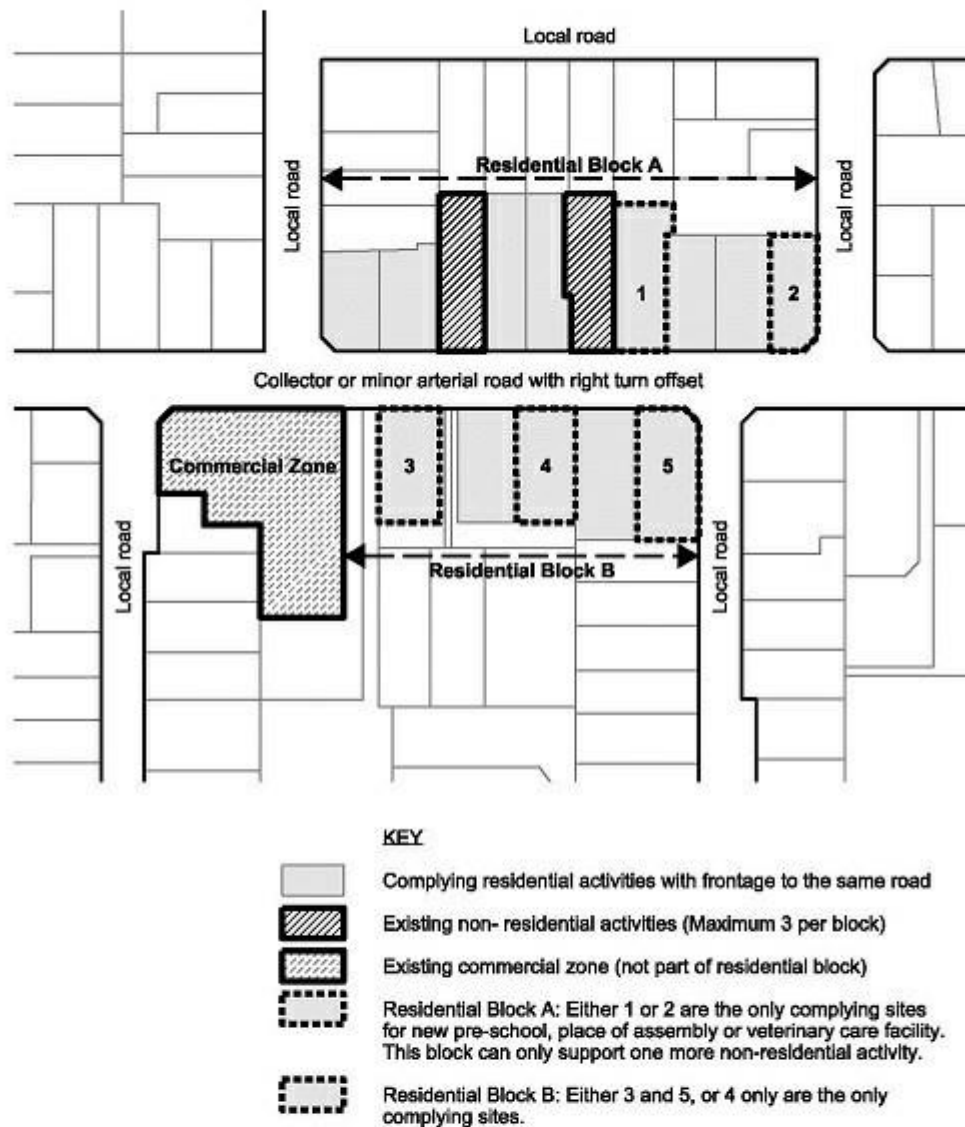 Local road
Residential Block A
Local road
Local road
1
2
Collector or minor arterial road with right turn offset
Commercial Zone
3
4
5
Local road
Residential Block B
Local road
KEY
Complying residential activities with frontage to the same road
Existing non- residential activities (Maximum 3 per block)
Existing commercial zone (not part of residential block)
Residential Block A: Either 1 or 2 are the only complying sites
for new pre-school, place of assembly or veterinary care facility.
This block can only support one more non-residential activity.
Residential Block B: Either 3 and 5, or 4 only are the only
complying sites.